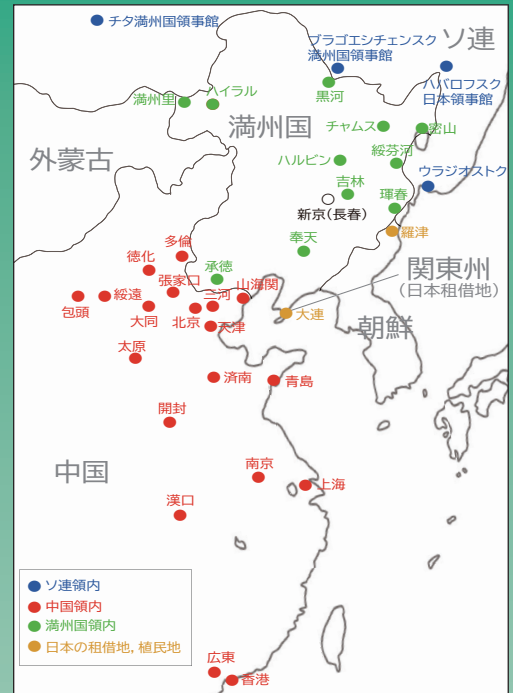 チタ満州国領事館
ブラゴエシチェンスク
満州国領事館
ソ連
ハバロフスク
日本領事館
満州里
ハイラル
黒河
満州国
チャムス
密山
外蒙古
ハルビン
綏芬河
ウラジオストク
吉林
琿春
新京(長春)
羅津
多倫
奉天
徳化
承徳
関東州
(日本租借地)
張家口
三河
山海関
包頭
綏遠
大同
北京
天津
大連
朝鮮
太原
済南
青島
開封
中国
南京
上海
漢口
ソ連領内
中国領内
満州国領内
日本の租借地, 植民地
広東
香港